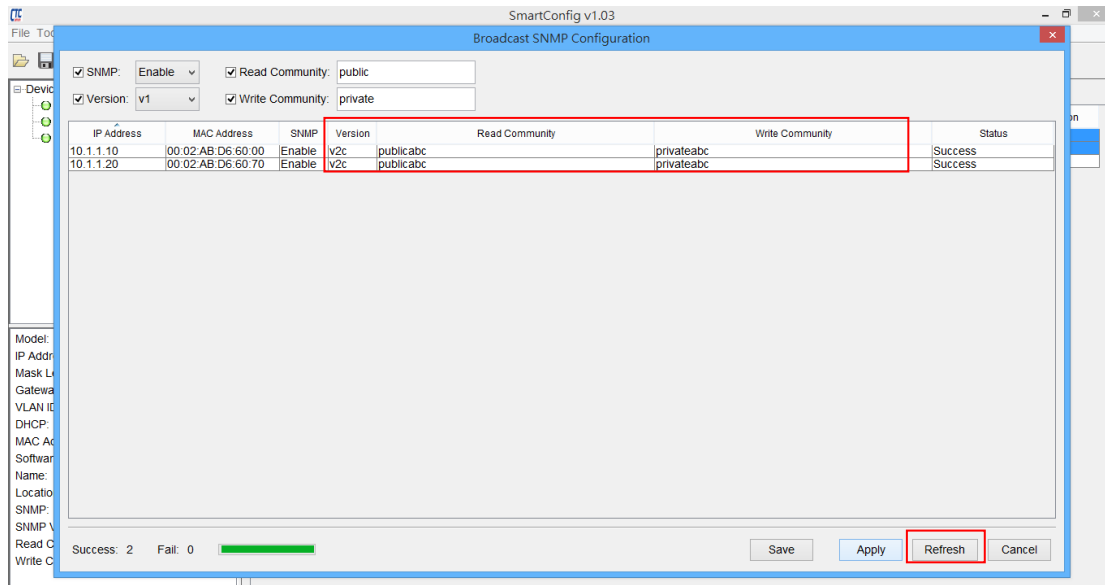 CTC
SmartConfig v1.03
File Too
Broadcast SNMP Configuration
SNMP: Enable Read Community: public
Version: v1 Write Community: private
Devic
on
IP Address MAC Address SNMP Version Read Community Write Community Status
10.1.1.10 00:02:AB:D6:60:00 Enable v2c publicabc privateabc Success
10.1.1.20 00:02:AB:D6:60:70 Enable v2c publicabc privateabc Success
Model:
IP Addr
Mask Le
Gatewa
VLAN ID
DHCP:
MAC Ad
Softwar
Name:
Locatio
SNMP:
SNMP V
Read C
Write C
Success: 2 Fail: 0 Save Apply Refresh Cancel